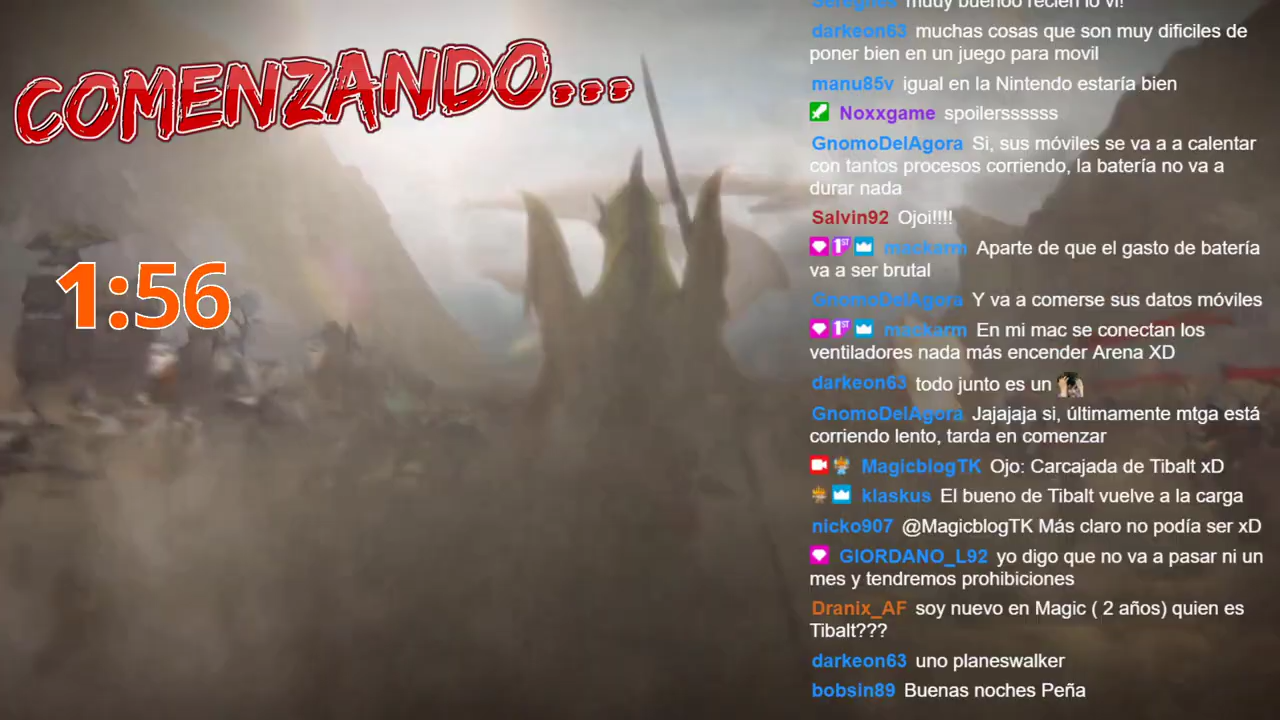 COMENZANDO...
1:56
muuy buenoo recien lo vi!
darkeon63 muchas cosas que son muy dificiles de
poner bien en un juego para movil
manu85v igual en la Nintendo estaría bien
Noxxgame spoilerssssss
GnomoDelAgora Si, sus móviles se va a a calentar
con tantos procesos corriendo, la batería no va a
durar nada
Salvin92 Ojoi!!!!
1ST mackarm Aparte de que el gasto de batería
va a ser brutal
GnomoDelAgora Y va a comerse sus datos móviles
1ST mackarm En mi mac se conectan los
ventiladores nada más encender Arena XD
darkeon63 todo junto es un
GnomoDelAgora Jajajaja si, últimamente mtga está
corriendo lento, tarda en comenzar
MagicblogTK Ojo: Carcajada de Tibalt xD
klaskus El bueno de Tibalt vuelve a la carga
nicko907 @MagicblogTK Más claro no podía ser xD
GIORDANO_L92 yo digo que no va a pasar ni un
mes y tendremos prohibiciones
Dranix_AF soy nuevo en Magic ( 2 años) quien es
Tibalt???
darkeon63 uno planeswalker
bobsin89 Buenas noches Peña